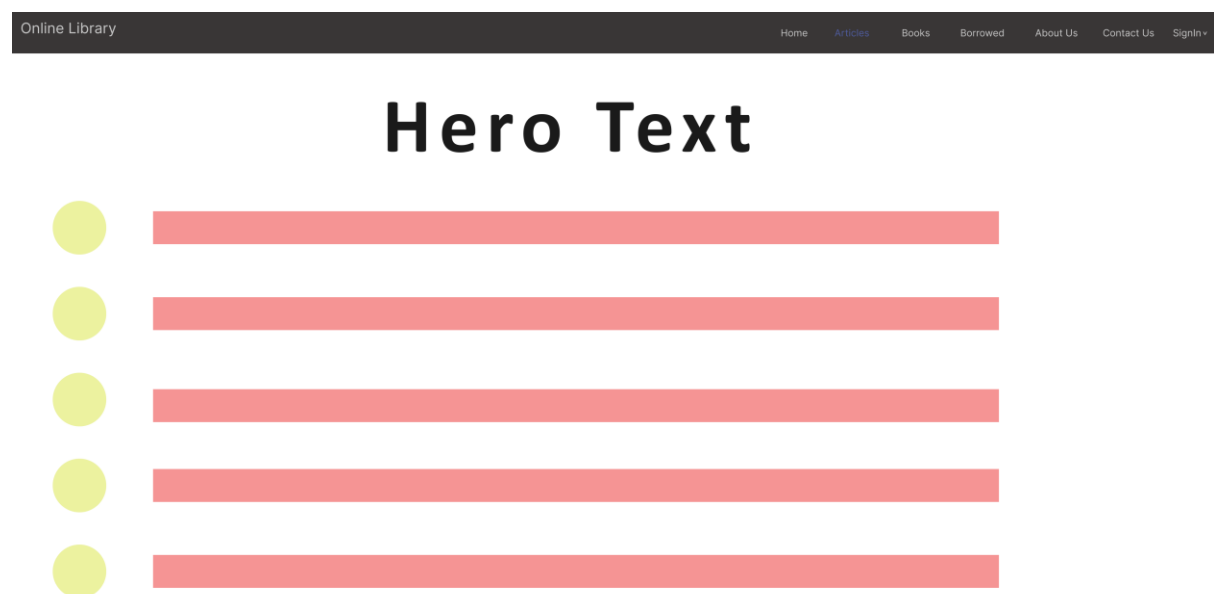 Online Library
Home Articles Books Borrowed About Us Contact Us SignIn
Hero Text